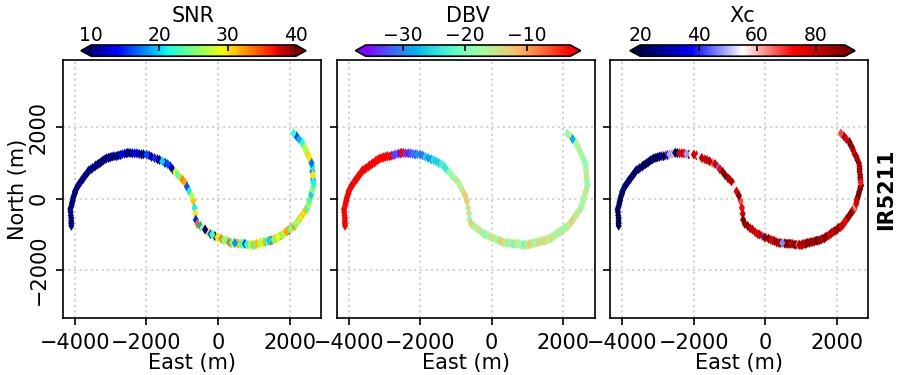 SNR DBV Xc
10 20 30 40 −30 −20 −10 20 40 60 80
North (m)
2000
0
−2000
−4000 −2000 0 2000 −4000 −2000 0 2000 −4000 −2000 0 2000
East (m) East (m) East (m)
IR5211